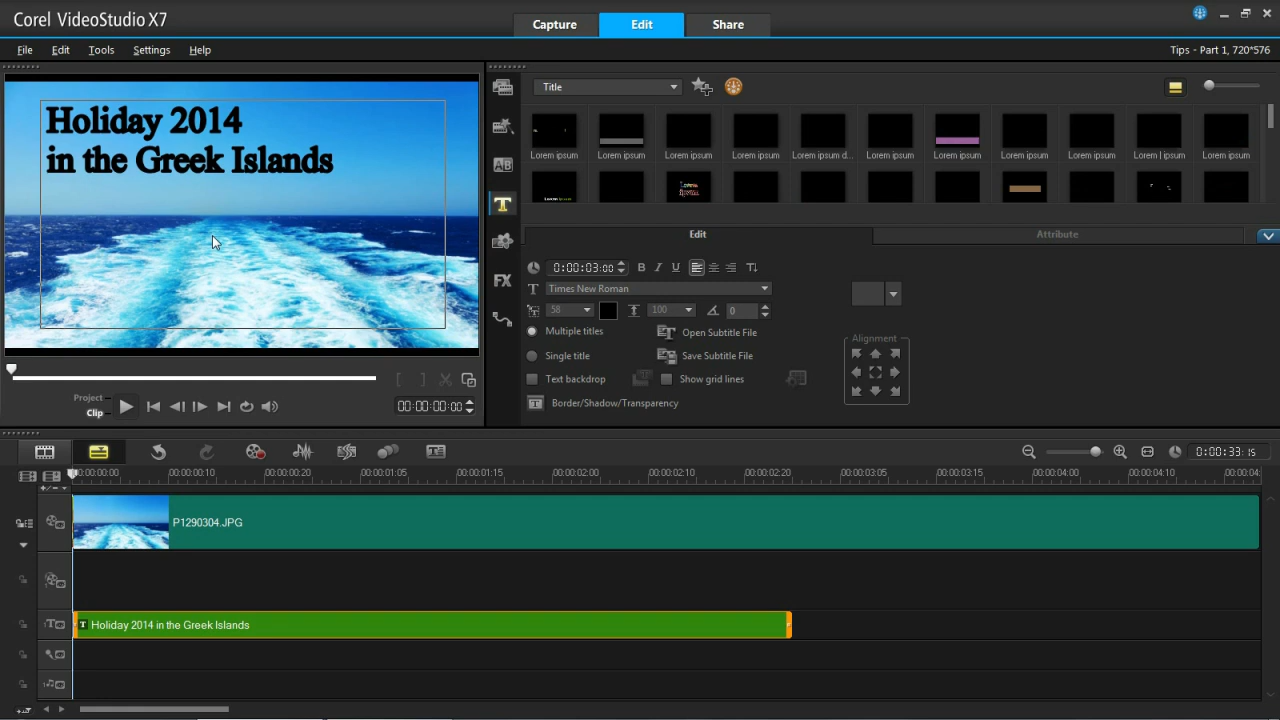 Corel VideoStudio X7
Capture
Edit
Share
File
Edit
Tools
Settings
Help
Tips - Part 1, 720*576
Holiday 2014
in the Greek Islands
Project
Clip
00:00:00:00
Title
AB
T
FX
Lorem ipsum
Lorem ipsum
Lorem ipsum
Lorem ipsum
Lorem ipsum d...
Lorem ipsum
Lorem ipsum
Lorem ipsum
Lorem ipsum
Lorem l ipsum
Lorem ipsum
Edit
Attribute
0:00:03:00
B
I
U
Times New Roman
58
100
0
Multiple titles
Open Subtitle File
Single title
Save Subtitle File
Text backdrop
Show grid lines
Border/Shadow/Transparency
Alignment
0:00:33:15
00:00:00:00
00:00:00:10
00:00:00:20
00:00:01:05
00:00:01:15
00:00:02:00
00:00:02:10
00:00:02:20
00:00:03:05
00:00:03:15
00:00:04:00
00:00:04:10
P1290304.JPG
T Holiday 2014 in the Greek Islands